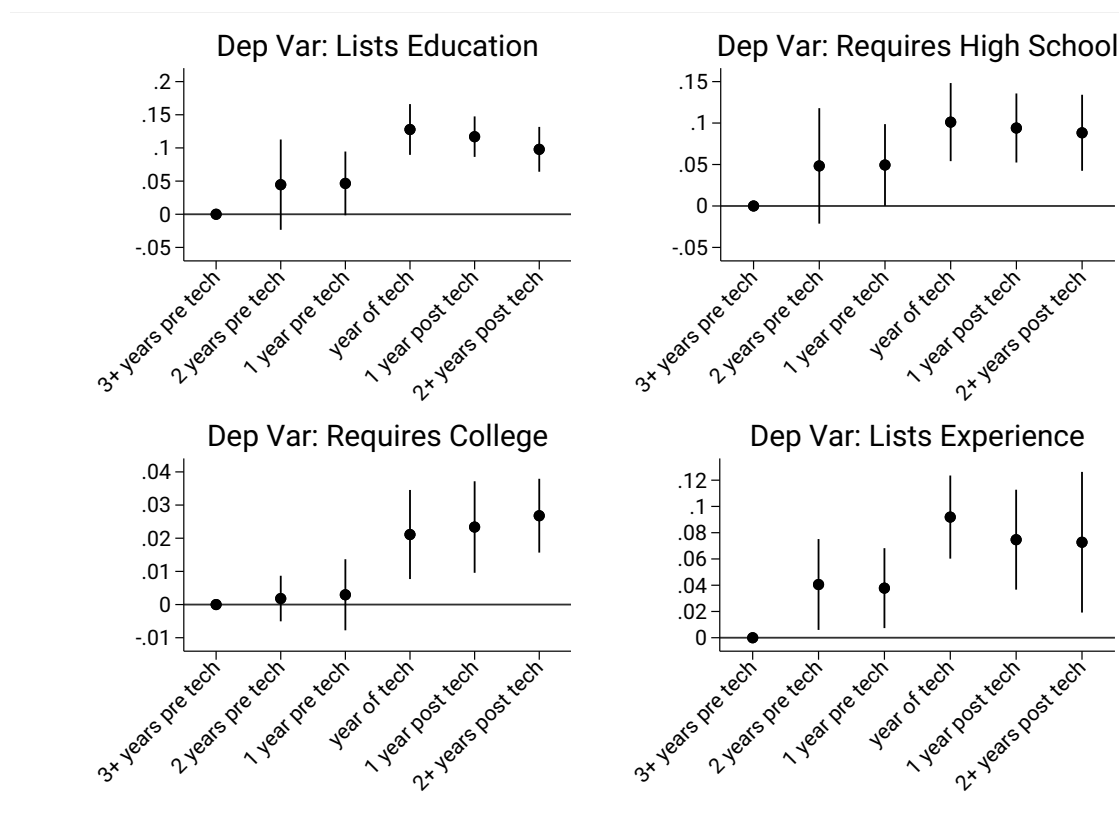 Dep Var: Lists Education
.2
.15
.1
.05
0
-.05
3+ years pre tech
2 years pre tech
1 year pre tech
year of tech
1 year post tech
2+ years post tech
Dep Var: Requires High School
.15
.1
.05
0
-.05
3+ years pre tech
2 years pre tech
1 year pre tech
year of tech
1 year post tech
2+ years post tech
Dep Var: Requires College
.04
.03
.02
.01
0
-.01
3+ years pre tech
2 years pre tech
1 year pre tech
year of tech
1 year post tech
2+ years post tech
Dep Var: Lists Experience
.12
.1
.08
.06
.04
.02
0
3+ years pre tech
2 years pre tech
1 year pre tech
year of tech
1 year post tech
2+ years post tech